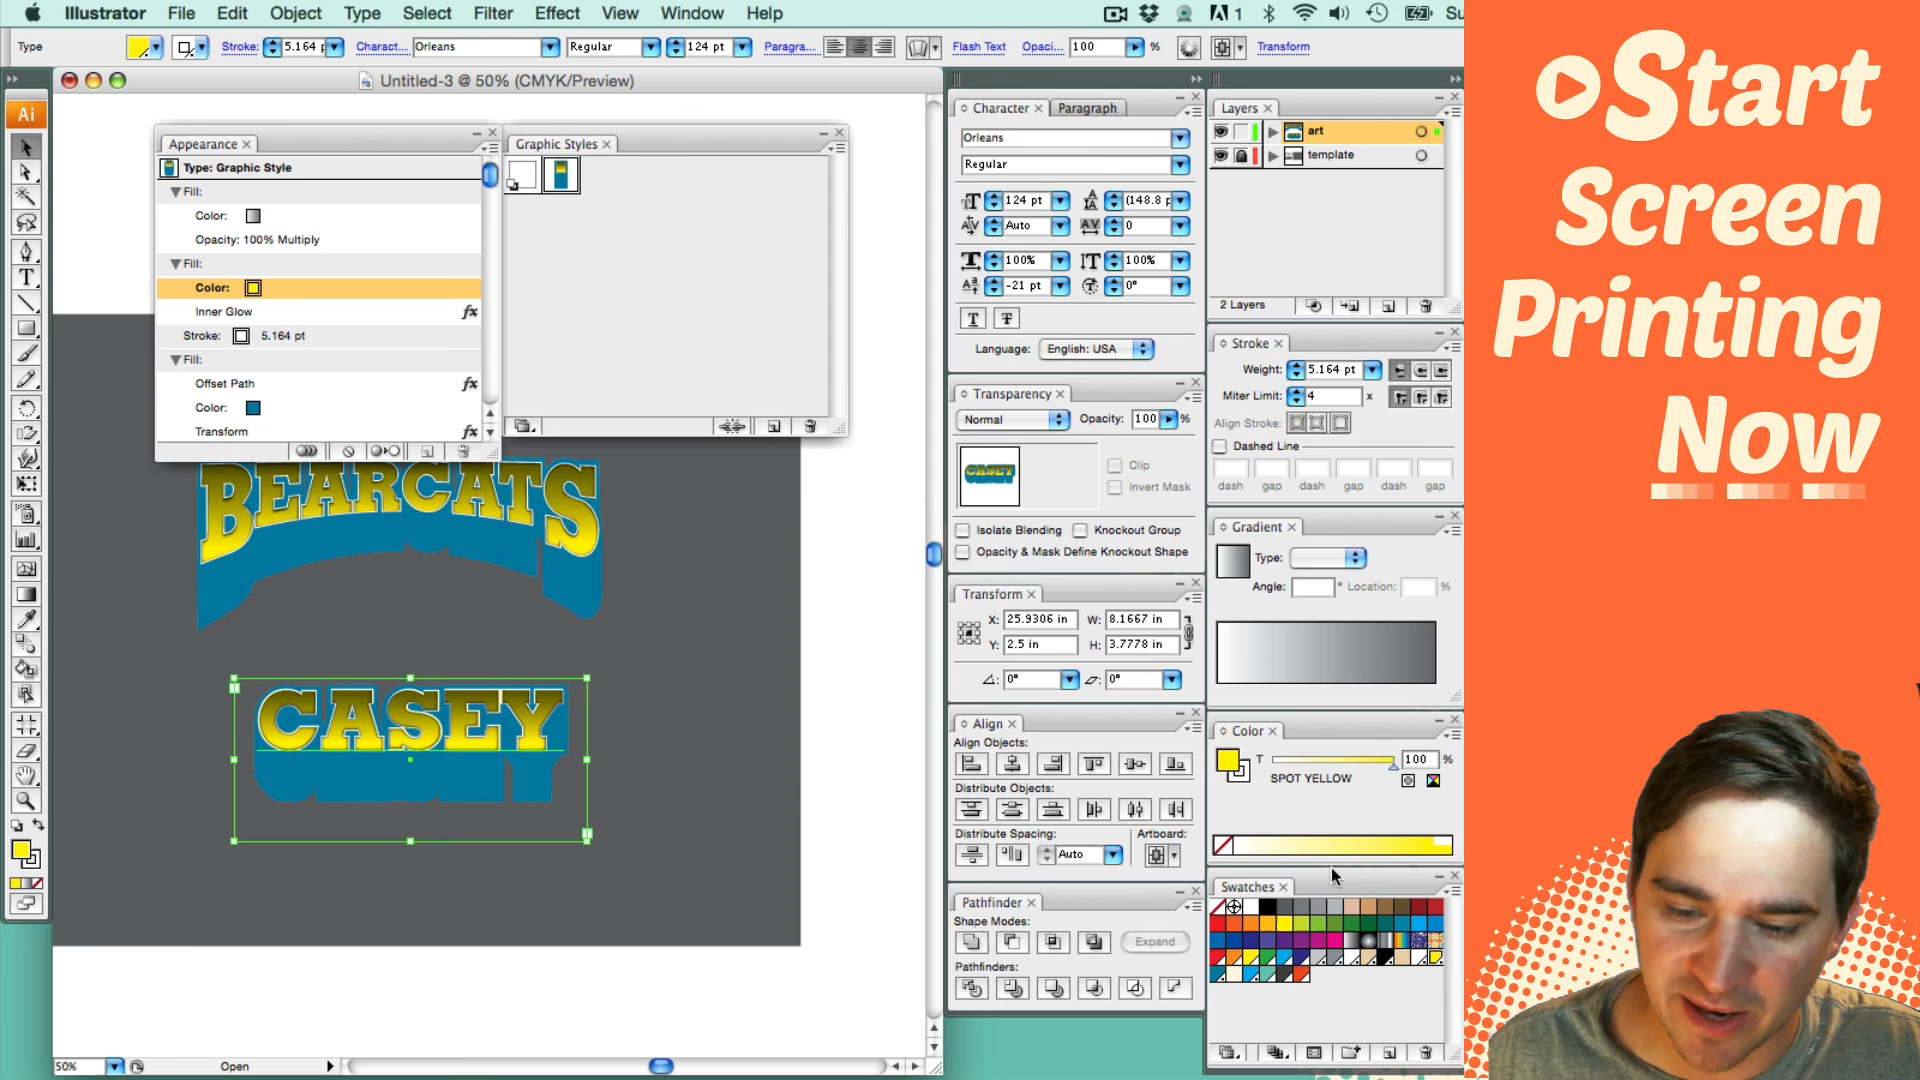 Illustrator File Edit Object Type Select Filter Effect View Window Help
1
Type Stroke: 5.164 Charact... Orleans Regular 124 pt Paragra... Flash Text Opaci... 100 % Transform
Untitled-3 @ 50% (CMYK/Preview)
Ai
Appearance
Type: Graphic Style
Fill:
Color:
Opacity: 100% Multiply
Fill:
Color:
Inner Glow fx
Stroke: 5.164 pt
Fill:
Offset Path fx
Color:
Transform fx
Graphic Styles
BEARCATS
CASEY
50% Open
Character Paragraph
Orleans
Regular
124 pt (148.8 p
Auto 0
100% 100%
-21 pt 0°
Language: English: USA
Transparency
Normal Opacity: 100 %
CASEY
Clip
Invert Mask
Isolate Blending Knockout Group
Opacity & Mask Define Knockout Shape
Transform
X: 25.9306 in W: 8.1667 in
Y: 2.5 in H: 3.7778 in
0° 0°
Align
Align Objects:
Distribute Objects:
Distribute Spacing: Artboard:
Auto
Pathfinder
Shape Modes:
Expand
Pathfinders:
Layers
art
template
2 Layers
Stroke
Weight: 5.164 pt
Miter Limit: 4 x
Align Stroke:
Dashed Line
dash gap dash gap dash gap
Gradient
Type:
Angle: ° Location: %
Color
T 100 %
SPOT YELLOW
Swatches
Start
Screen
Printing
Now